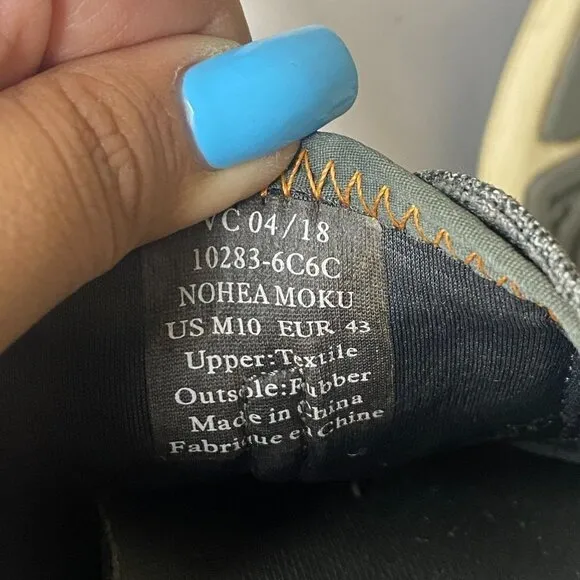 VC 04/18
10283-6C6C
NOHEA MOKU
US M10 EUR 43
Upper:Textile
Outsole:Rubber
Made in China
Fabrique en Chine